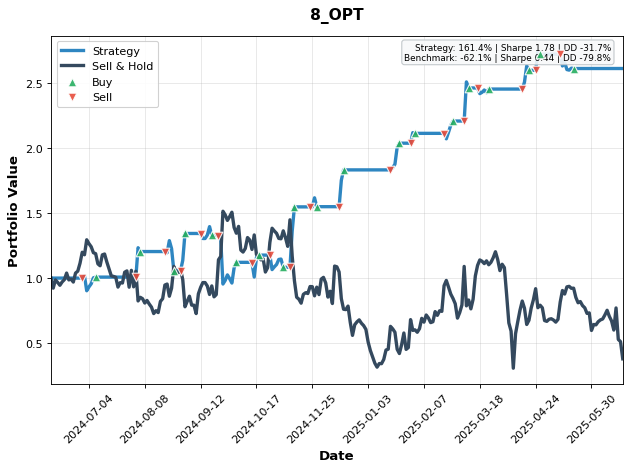 8_OPT
Strategy: 161.4% | Sharpe 1.78 | DD -31.7%
Benchmark: -62.1% | Sharpe 0.44 | DD -79.8%
Strategy
Sell & Hold
Buy
Sell
Portfolio Value
2.5
2.0
1.5
1.0
0.5
2024-07-04
2024-08-08
2024-09-12
2024-10-17
2024-11-25
2025-01-03
2025-02-07
2025-03-18
2025-04-24
2025-05-30
Date